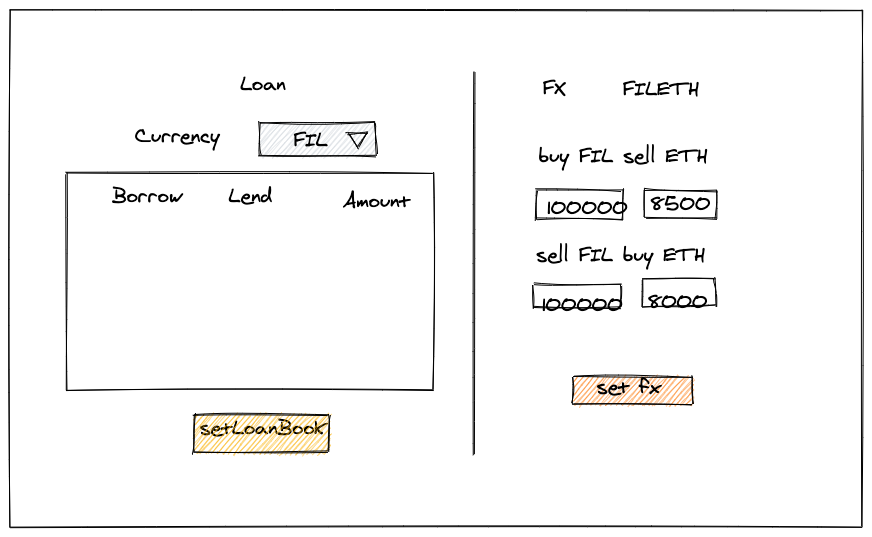 Loan
Currency FIL
Borrow Lend Amount
setLoanBook
FX FILETH
buy FIL sell ETH
100000 8500
sell FIL buy ETH
100000 8000
set fx